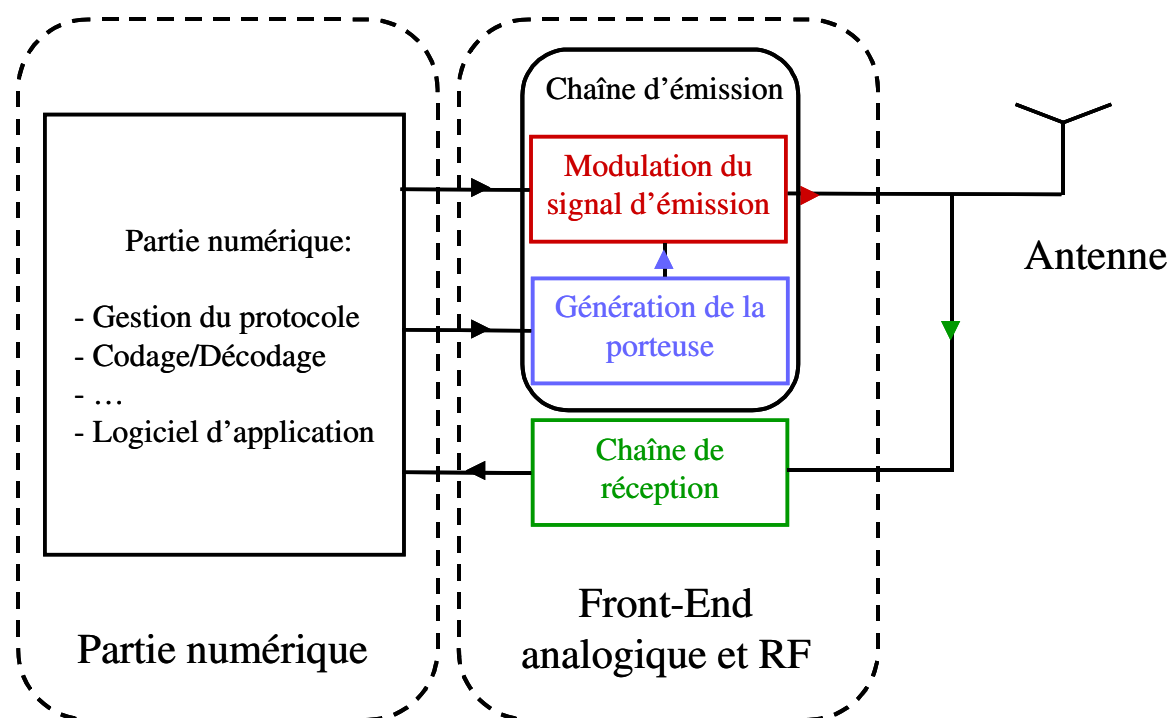 Partie numérique:
- Gestion du protocole
- Codage/Décodage
- …
- Logiciel d’application
Partie numérique
Chaîne d’émission
Modulation du
signal d’émission
Génération de la
porteuse
Chaîne de
réception
Front-End
analogique et RF
Antenne